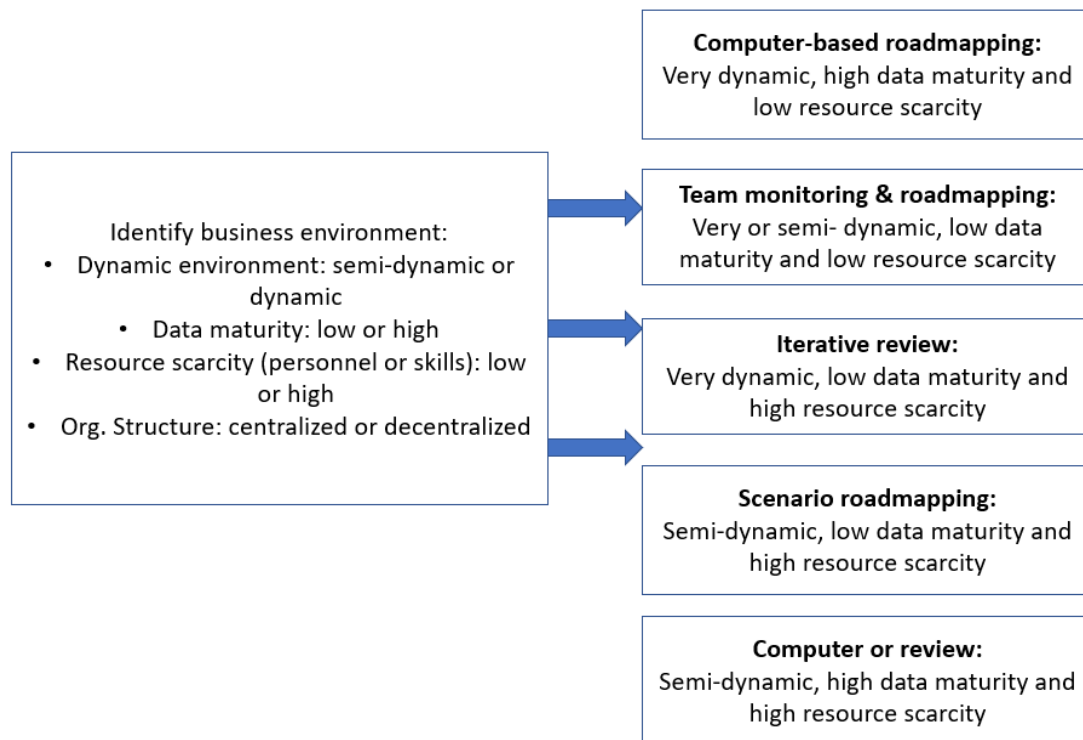 Identify business environment:
• Dynamic environment: semi-dynamic or
dynamic
• Data maturity: low or high
• Resource scarcity (personnel or skills): low
or high
• Org. Structure: centralized or decentralized
Computer-based roadmapping:
Very dynamic, high data maturity and
low resource scarcity
Team monitoring & roadmapping:
Very or semi- dynamic, low data
maturity and low resource scarcity
Iterative review:
Very dynamic, low data maturity and
high resource scarcity
Scenario roadmapping:
Semi-dynamic, low data maturity and
high resource scarcity
Computer or review:
Semi-dynamic, high data maturity and
high resource scarcity